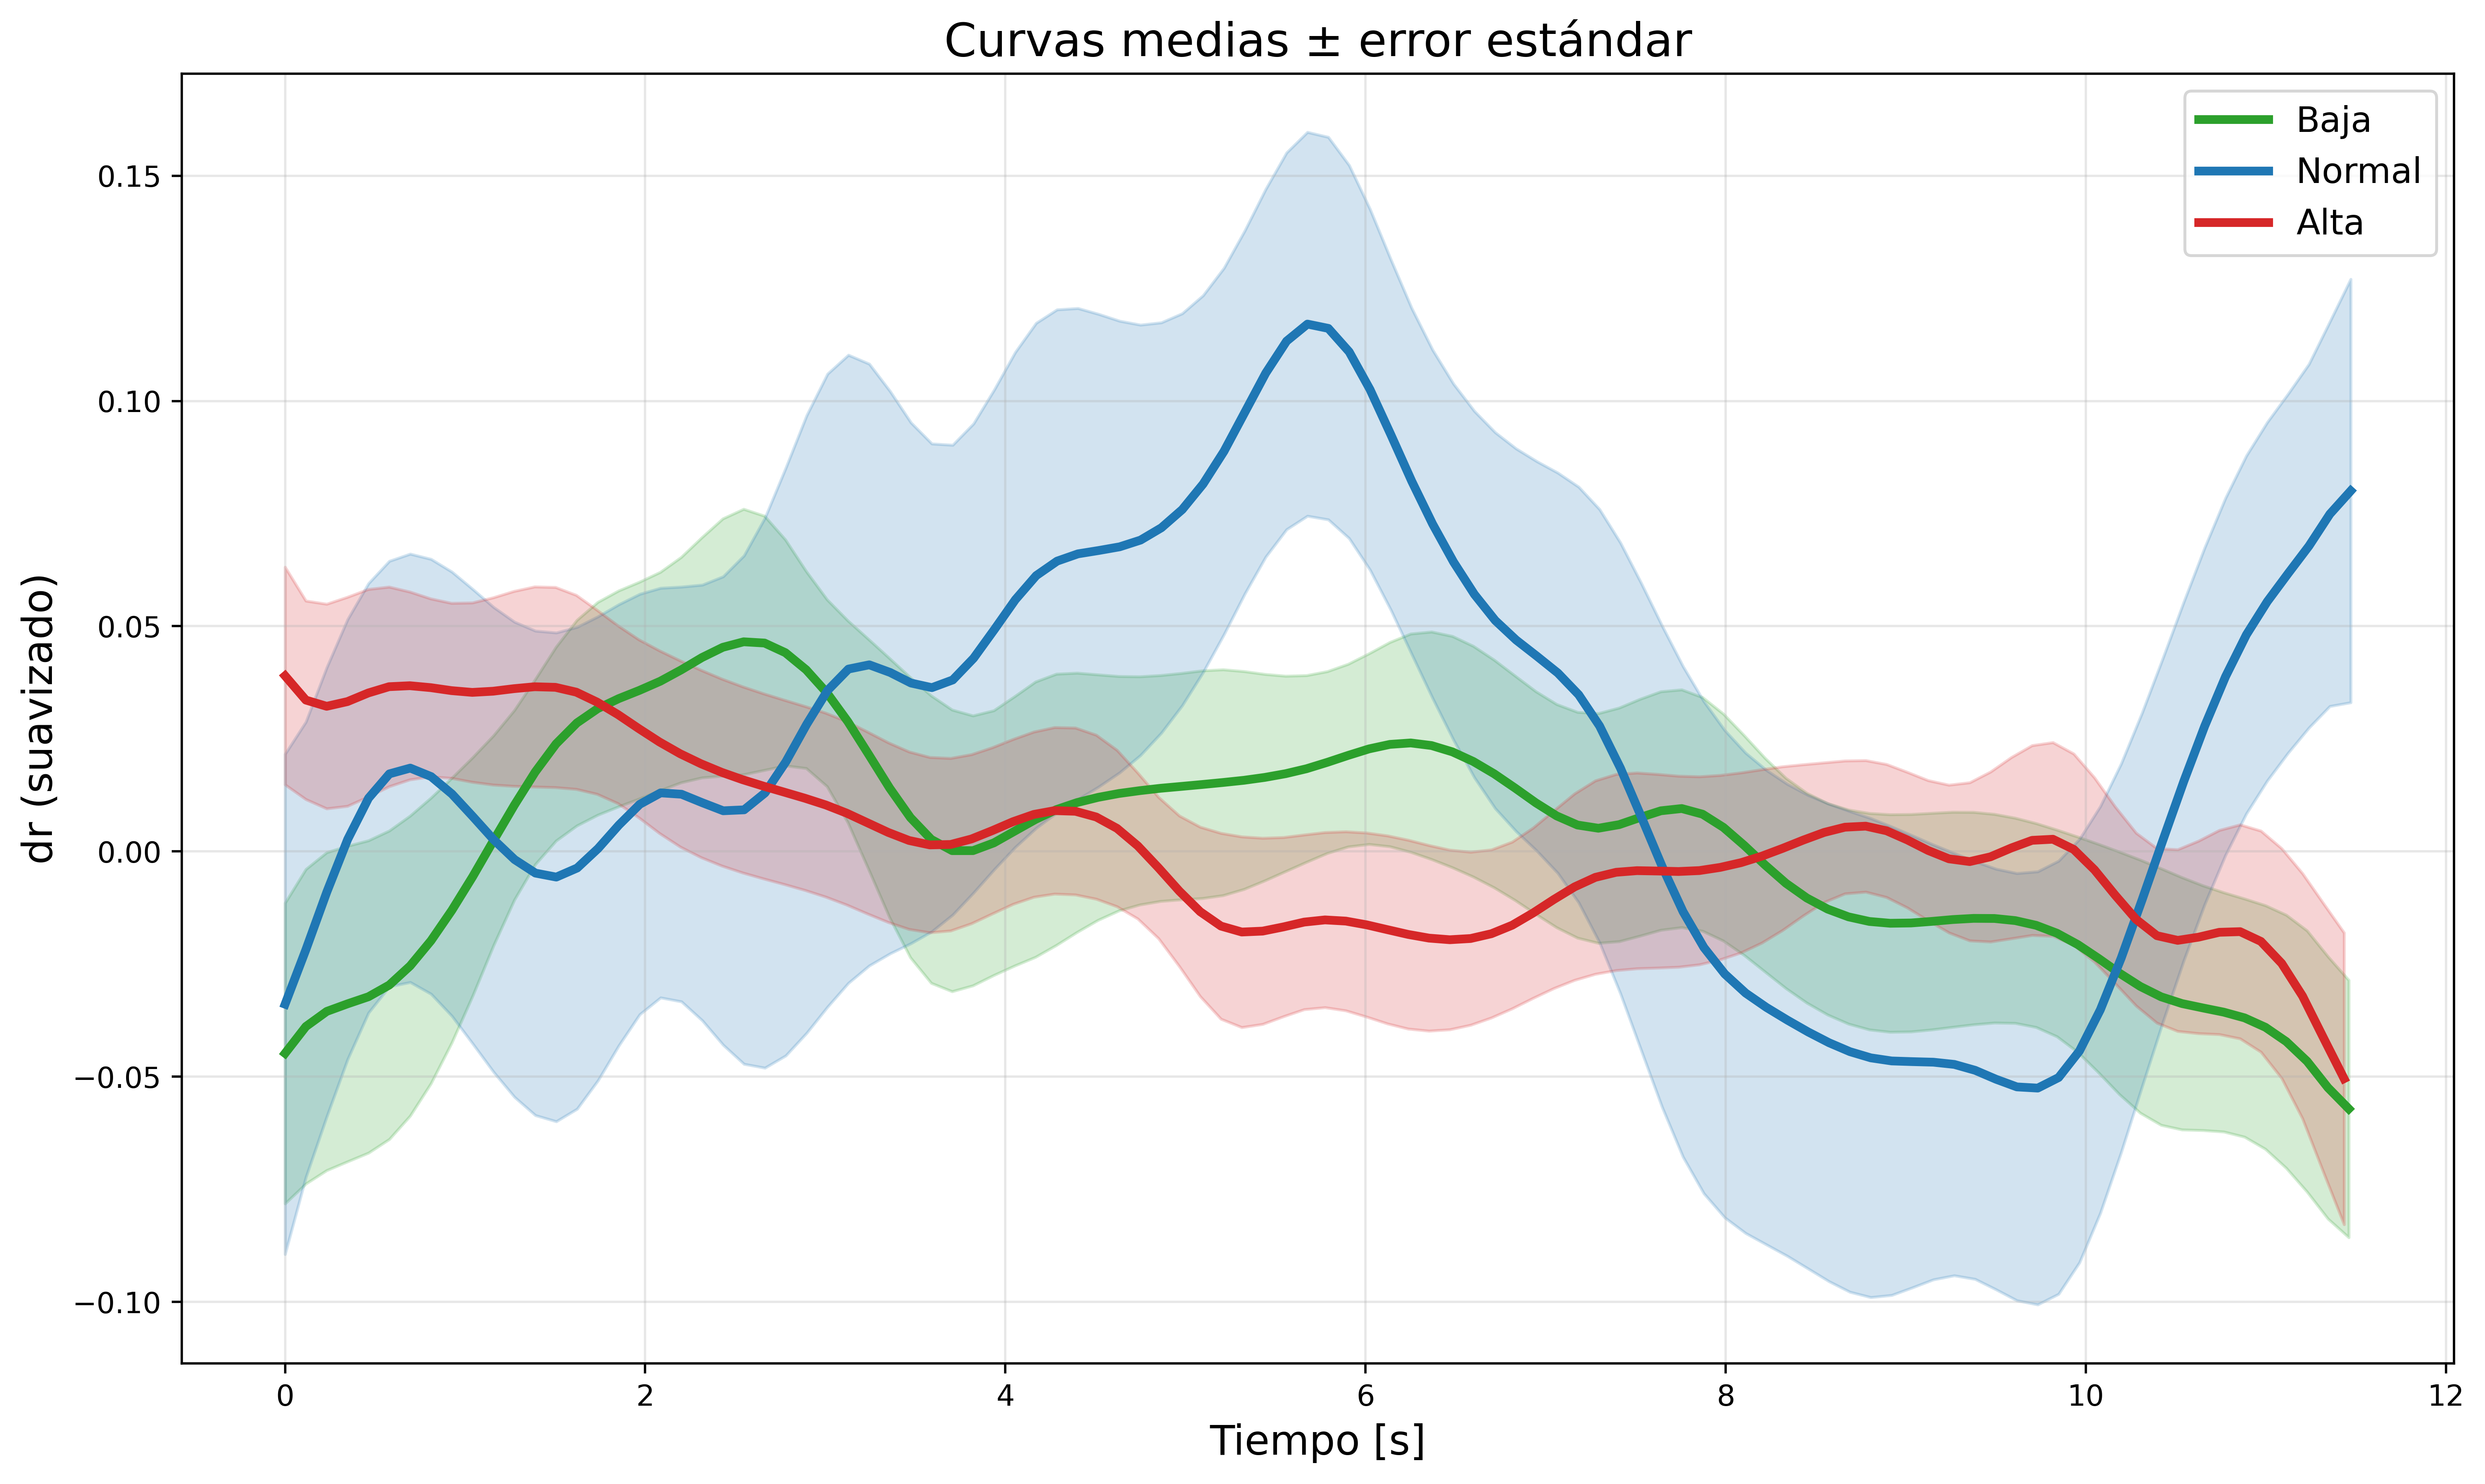 Curvas medias ± error estándar
Baja
Normal
Alta
dr (suavizado)
0.15
0.10
0.05
0.00
−0.05
−0.10
0 2 4 6 8 10 12
Tiempo [s]